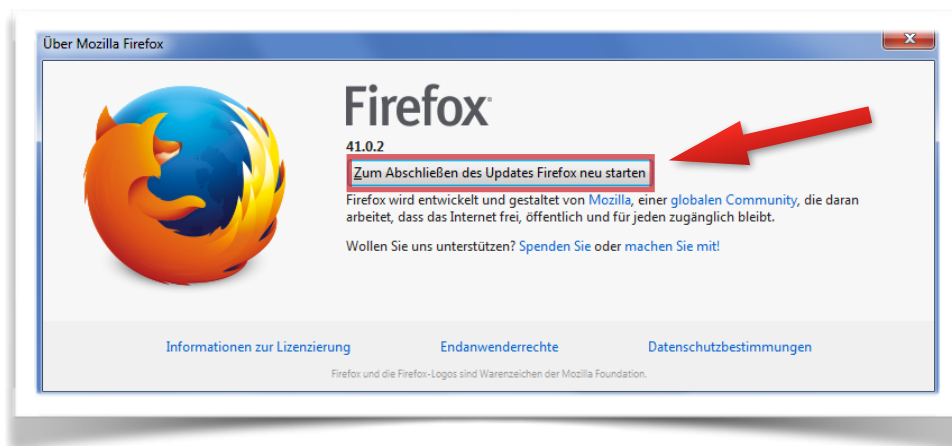 Über Mozilla Firefox
Firefox
41.0.2
Zum Abschließen des Updates Firefox neu starten
Firefox wird entwickelt und gestaltet von Mozilla, einer globalen Community, die daran
arbeitet, dass das Internet frei, öffentlich und für jeden zugänglich bleibt.
Wollen Sie uns unterstützen? Spenden Sie oder machen Sie mit!
Informationen zur Lizenzierung Endanwenderrechte Datenschutzbestimmungen
Firefox und die Firefox-Logos sind Warenzeichen der Mozilla Foundation.